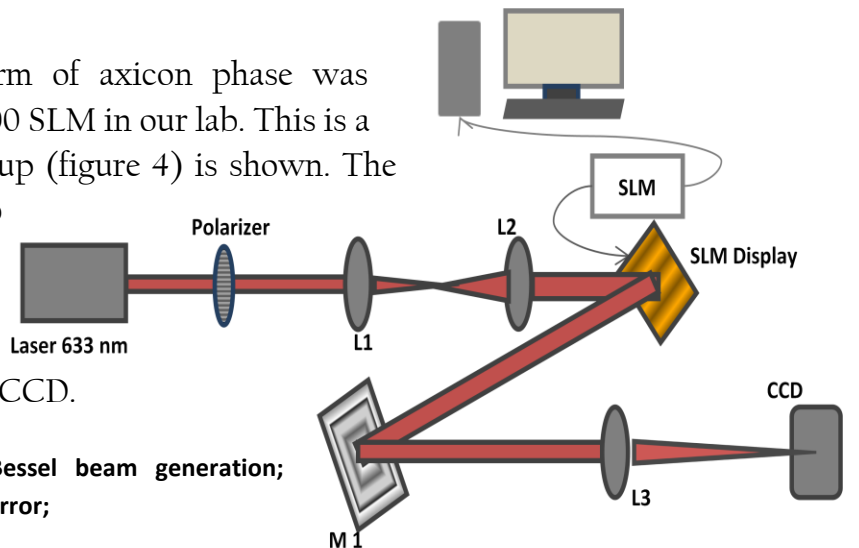 rm of axicon phase was
00 SLM in our lab. This is a
up (figure 4) is shown. The
SLM
Polarizer
L2
SLM Display
Laser 633 nm
L1
CCD.
CCD
Bessel beam generation;
rror;
L3
M 1